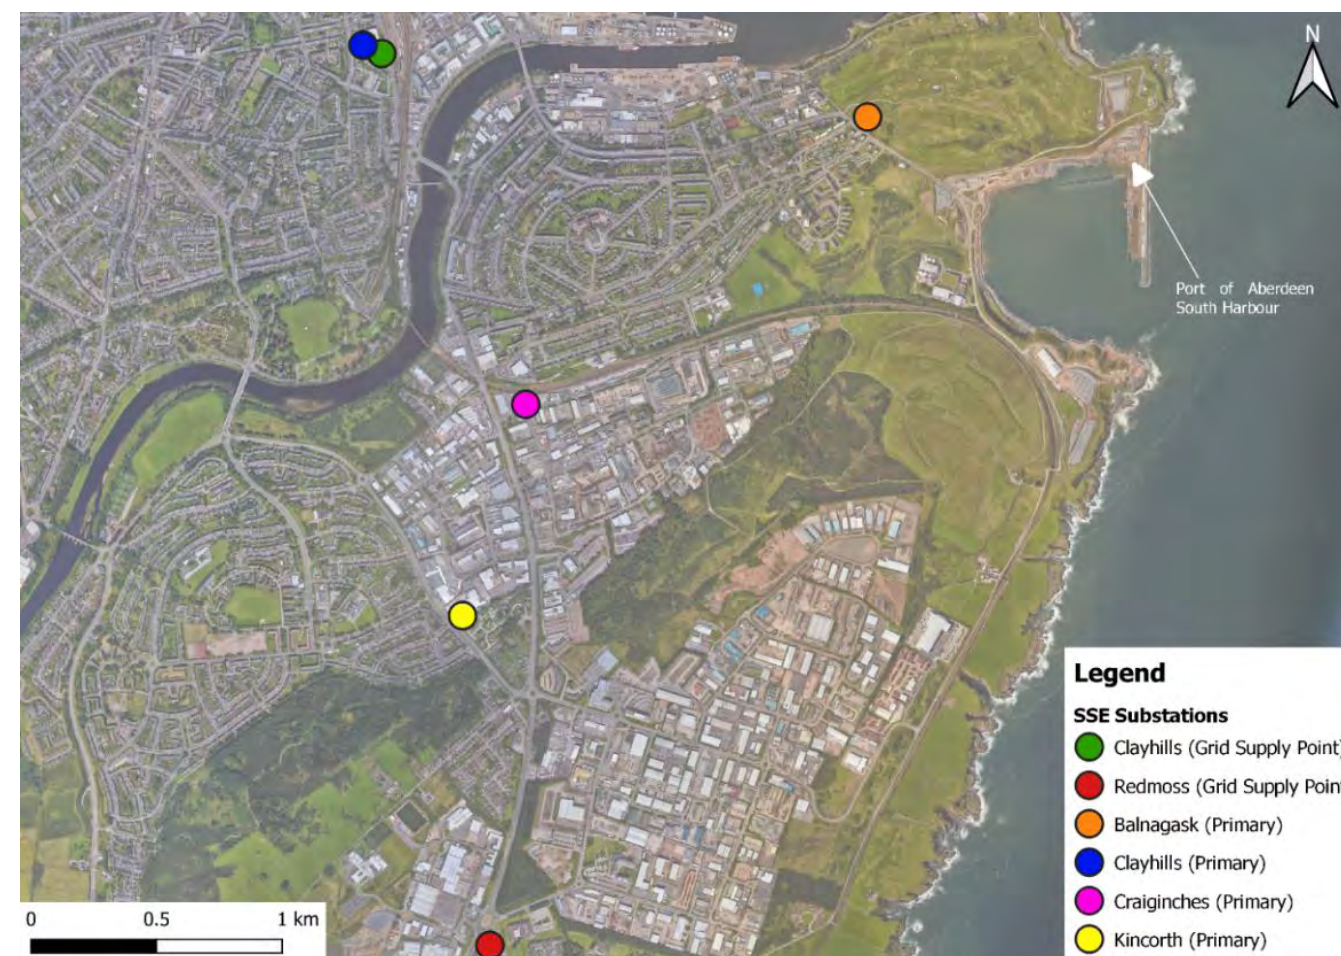 N
Port of Aberdeen
South Harbour
Legend
SSE Substations
Clayhills (Grid Supply Point)
Redmoss (Grid Supply Poin
Balnagask (Primary)
Clayhills (Primary)
Craiginches (Primary)
Kincorth (Primary)
0 0.5 1 km